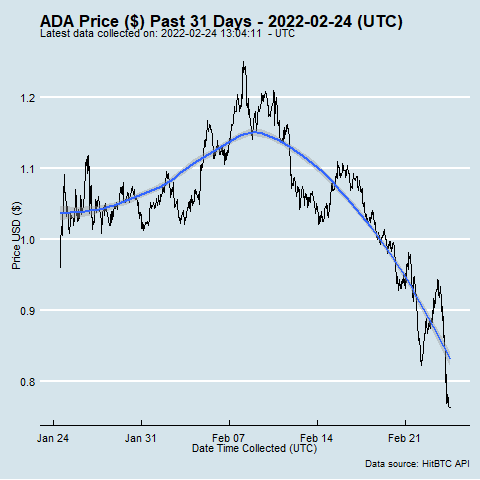 ADA Price ($) Past 31 Days - 2022-02-24 (UTC)
Latest data collected on: 2022-02-24 13:04:11 - UTC
1.2
1.1
1.0
0.9
0.8
Price USD ($)
Jan 24 Jan 31 Feb 07 Feb 14 Feb 21
Date Time Collected (UTC)
Data source: HitBTC API